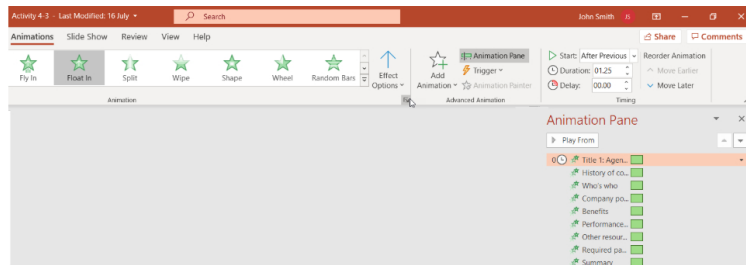 Activity 4-3 - Last Modified: 16 July
Search
John Smith JS
Animations Slide Show Review View Help
Share Comments
Fly In Float In Split Wipe Shape Wheel Random Bars
Effect Options
Add Animation
Animation Pane
Trigger
Animation Painter
Start: After Previous
Duration: 01.25
Delay: 00.00
Reorder Animation
Move Earlier
Move Later
Animation Advanced Animation Timing
Animation Pane
Play From
0 Title 1: Agen...
History of co...
Who's who
Company po...
Benefits
Performance...
Other resour...
Required pa...
Summary